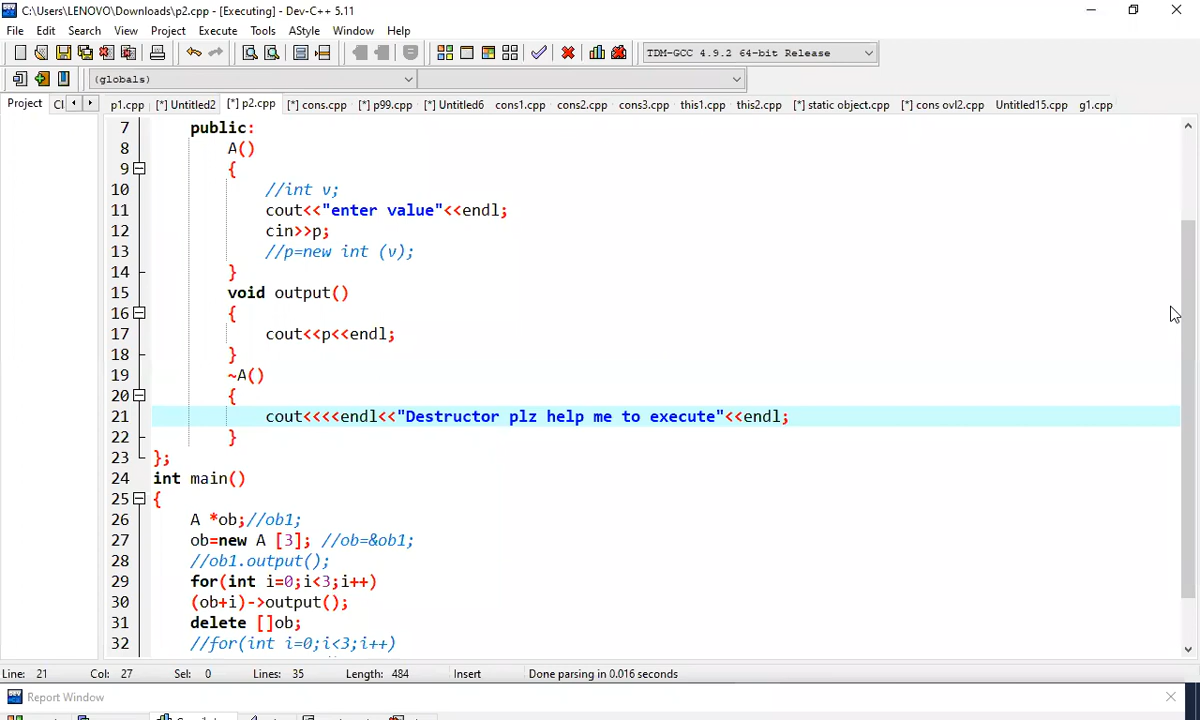 C:\Users\LENOVO\Downloads\p2.cpp - [Executing] - Dev-C++ 5.11
File Edit Search View Project Execute Tools AStyle Window Help
TDM-GCC 4.9.2 64-bit Release
(globals)
Project Cl p1.cpp [*] Untitled2 [*] p2.cpp [*] cons.cpp [*] p99.cpp [*] Untitled6 cons1.cpp cons2.cpp cons3.cpp this1.cpp this2.cpp [*] static object.cpp [*] cons ovl2.cpp Untitled15.cpp g1.cpp
7 public:
8 A()
9 {
10 //int v;
11 cout<<"enter value"<<endl;
12 cin>>p;
13 //p=new int (v);
14 }
15 void output()
16 {
17 cout<<p<<endl;
18 }
19 ~A()
20 {
21 cout<<<<endl<<"Destructor plz help me to execute"<<endl;
22 }
23 };
24 int main()
25 {
26 A *ob;//ob1;
27 ob=new A [3]; //ob=&ob1;
28 //ob1.output();
29 for(int i=0;i<3;i++)
30 (ob+i)->output();
31 delete []ob;
32 //for(int i=0;i<3;i++)
Line: 21 Col: 27 Sel: 0 Lines: 35 Length: 484 Insert Done parsing in 0.016 seconds
Report Window